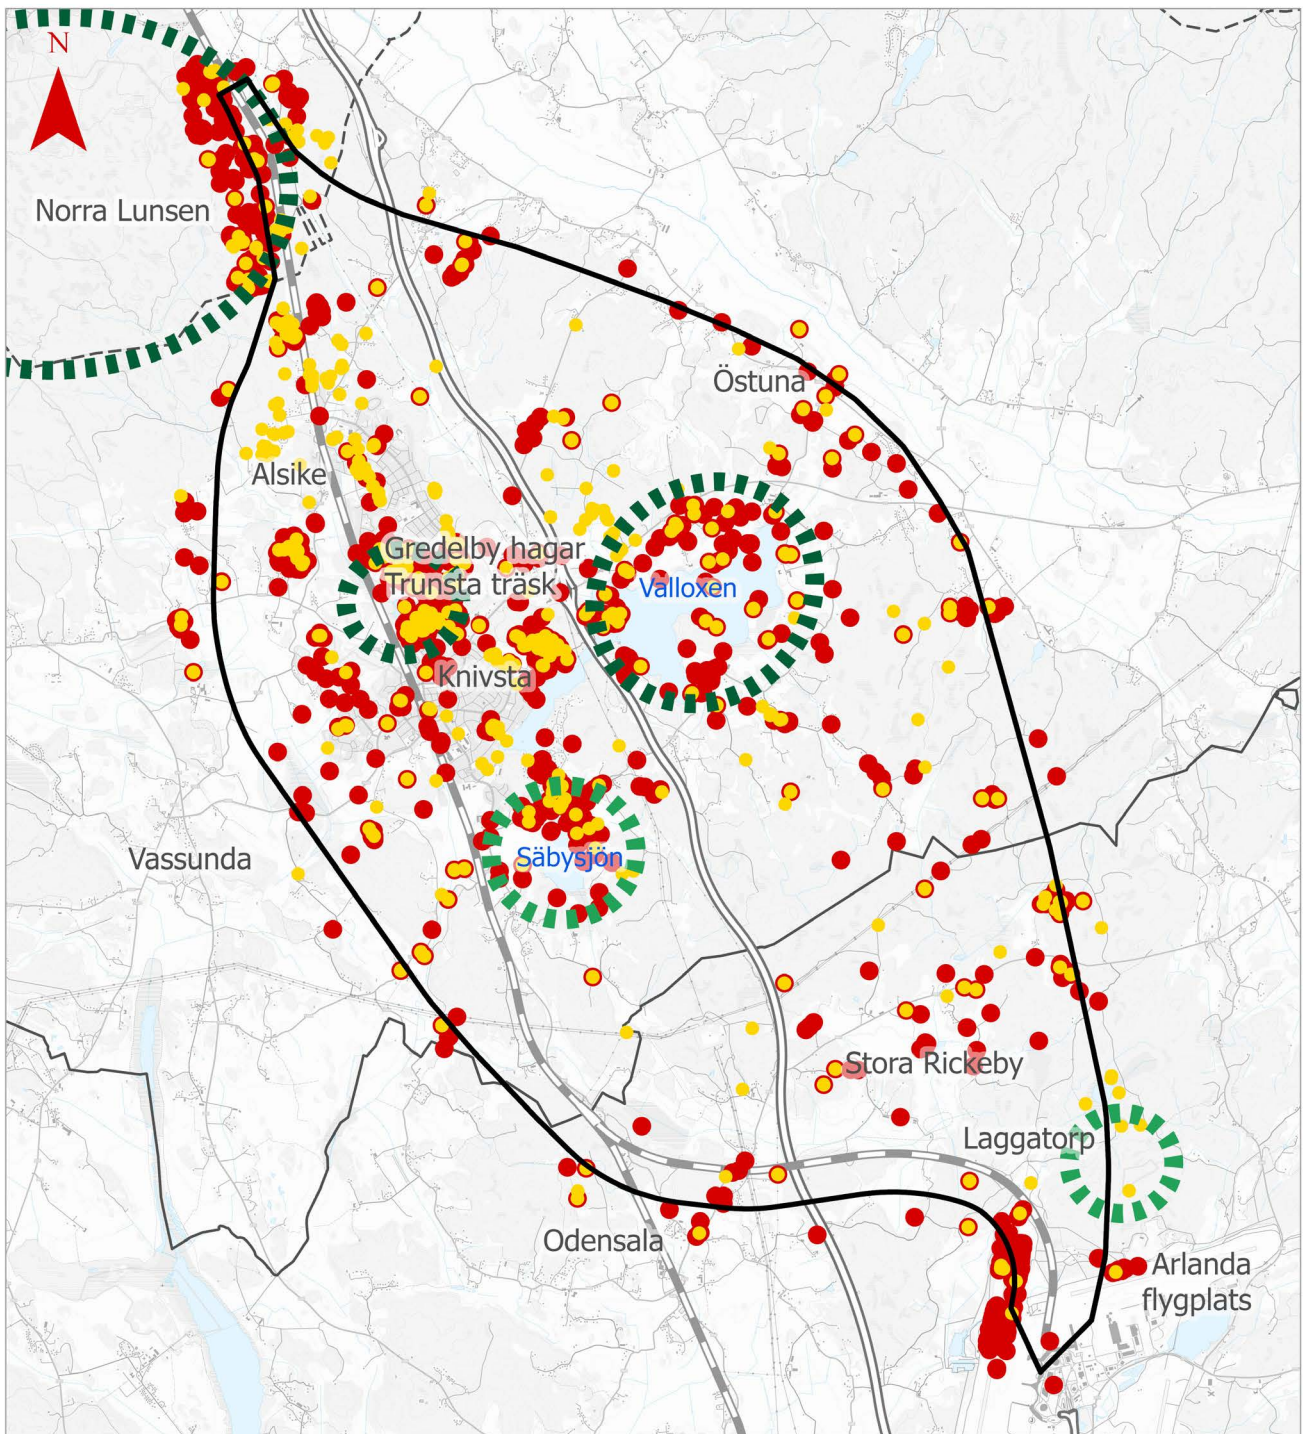 N
Norra Lunsen
Östuna
Alsike
Gredelby hagar
Trunsta träsk
Valloxen
Knivsta
Vassunda
Säbysjön
Stora Rickeby
Laggatorp
Odensala
Arlanda
flygplats